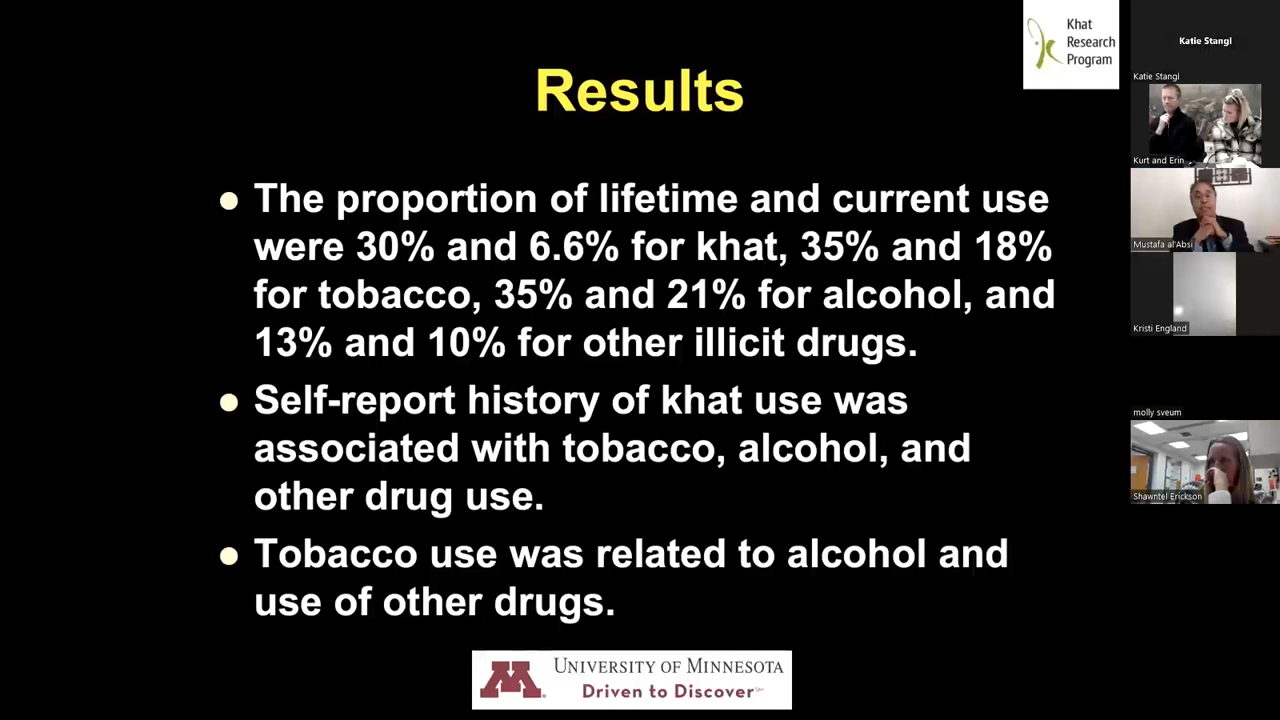 Khat
Research
Program
Results
The proportion of lifetime and current use
were 30% and 6.6% for khat, 35% and 18%
for tobacco, 35% and 21% for alcohol, and
13% and 10% for other illicit drugs.
Self-report history of khat use was
associated with tobacco, alcohol, and
other drug use.
Tobacco use was related to alcohol and
use of other drugs.
M
UNIVERSITY OF MINNESOTA
Driven to Discover℠
Katie Stangl
Katie Stangl
Kurt and Erin
Mustafa al'Absi
Kristi England
molly sveum
Shawntel Erickson